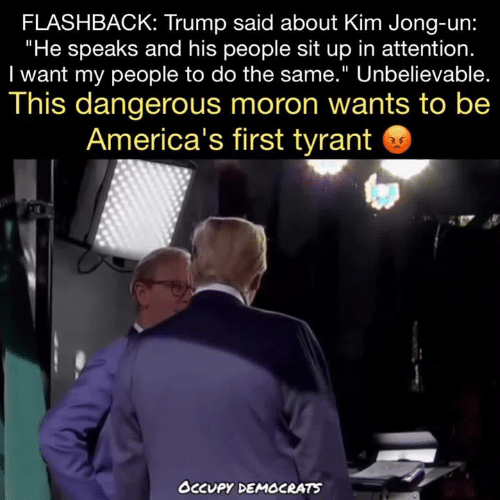 FLASHBACK: Trump said about Kim Jong-un:
"He speaks and his people sit up in attention.
I want my people to do the same." Unbelievable.
This dangerous moron wants to be
America's first tyrant 😡
OCCUPY DEMOCRATS